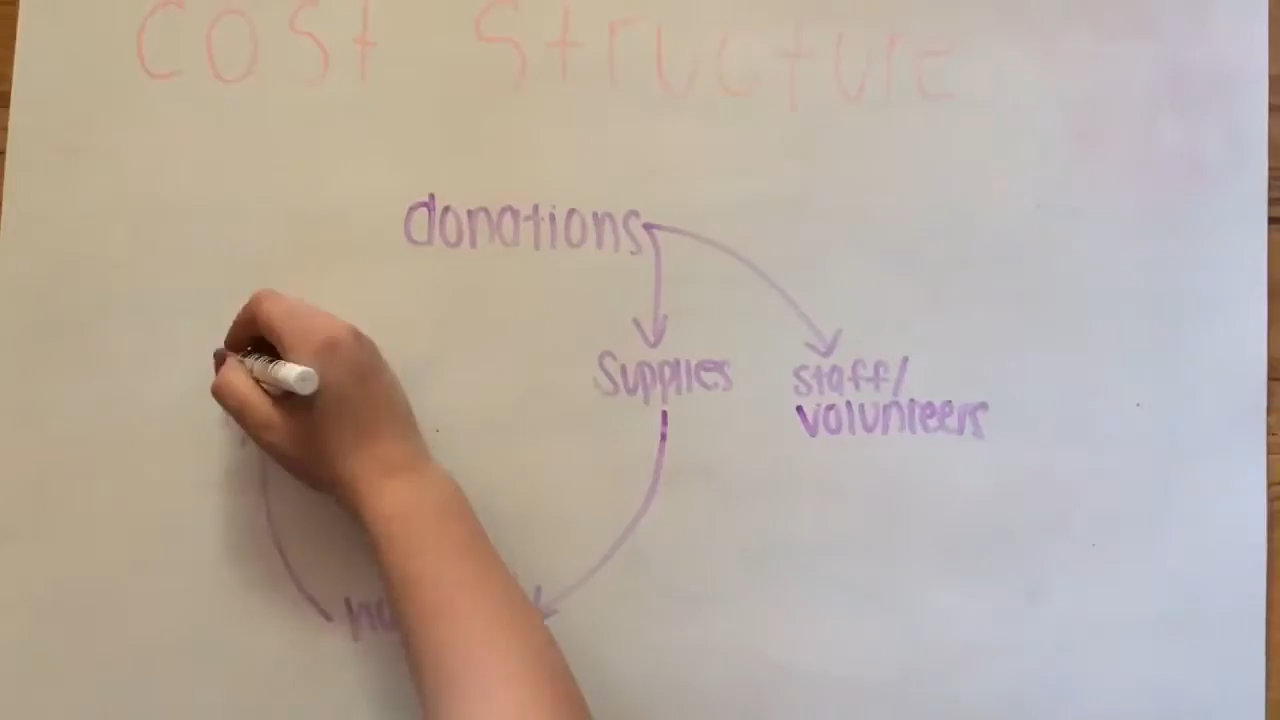 cost structure
donations
supplies
staff/
volunteers